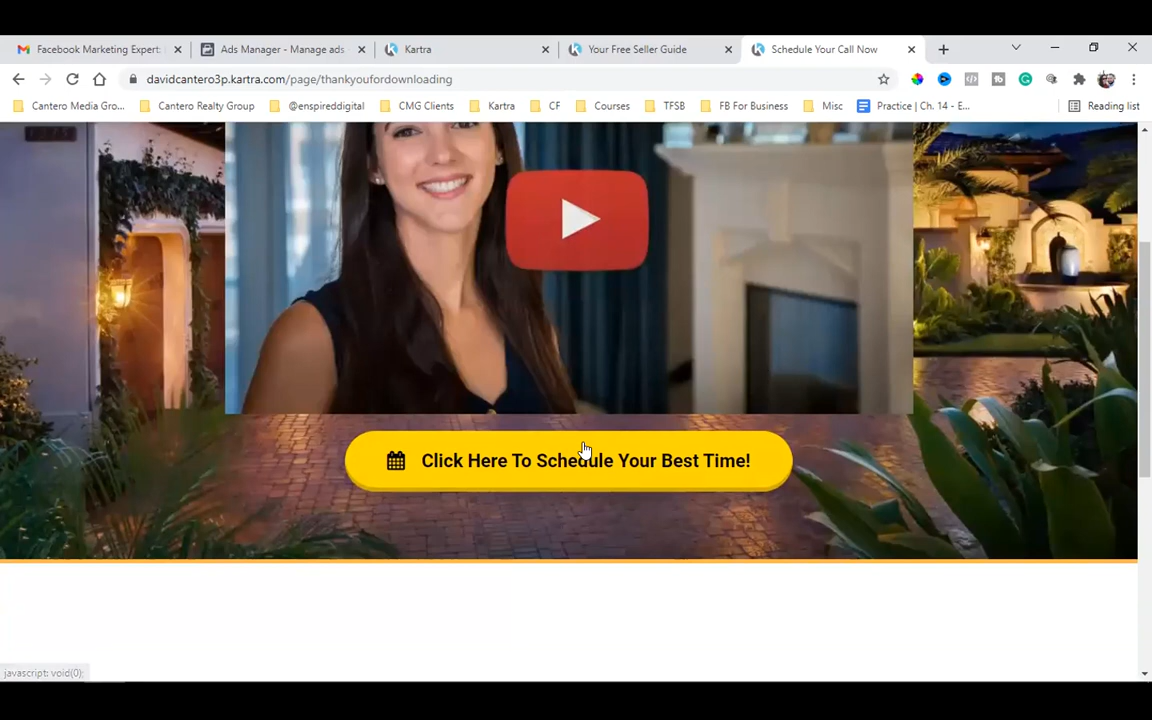 Facebook Marketing Expert:
Ads Manager - Manage ads
Kartra
Your Free Seller Guide
Schedule Your Call Now
davidcantero3p.kartra.com/page/thankyoufordownloading
Cantero Media Gro...
Cantero Realty Group
@enspireddigital
CMG Clients
Kartra
CF
Courses
TFSB
FB For Business
Misc
Practice | Ch. 14 - E...
Reading list
Click Here To Schedule Your Best Time!
javascript: void(0);